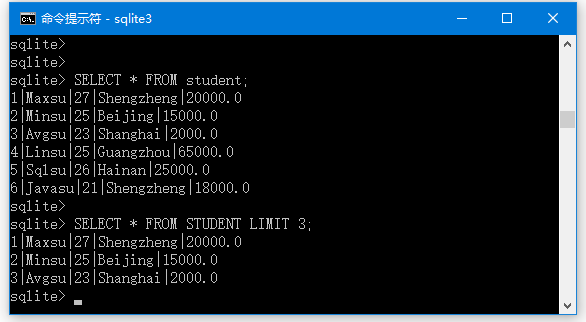 命令提示符 - sqlite3
sqlite>
sqlite>
sqlite> SELECT * FROM student;
1|Maxsu|27|Shengzheng|20000.0
2|Minsu|25|Beijing|15000.0
3|Avgsu|23|Shanghai|2000.0
4|Linsu|25|Guangzhou|65000.0
5|Sqlsu|26|Hainan|25000.0
6|Javasu|21|Shengzheng|18000.0
sqlite>
sqlite> SELECT * FROM STUDENT LIMIT 3;
1|Maxsu|27|Shengzheng|20000.0
2|Minsu|25|Beijing|15000.0
3|Avgsu|23|Shanghai|2000.0
sqlite>